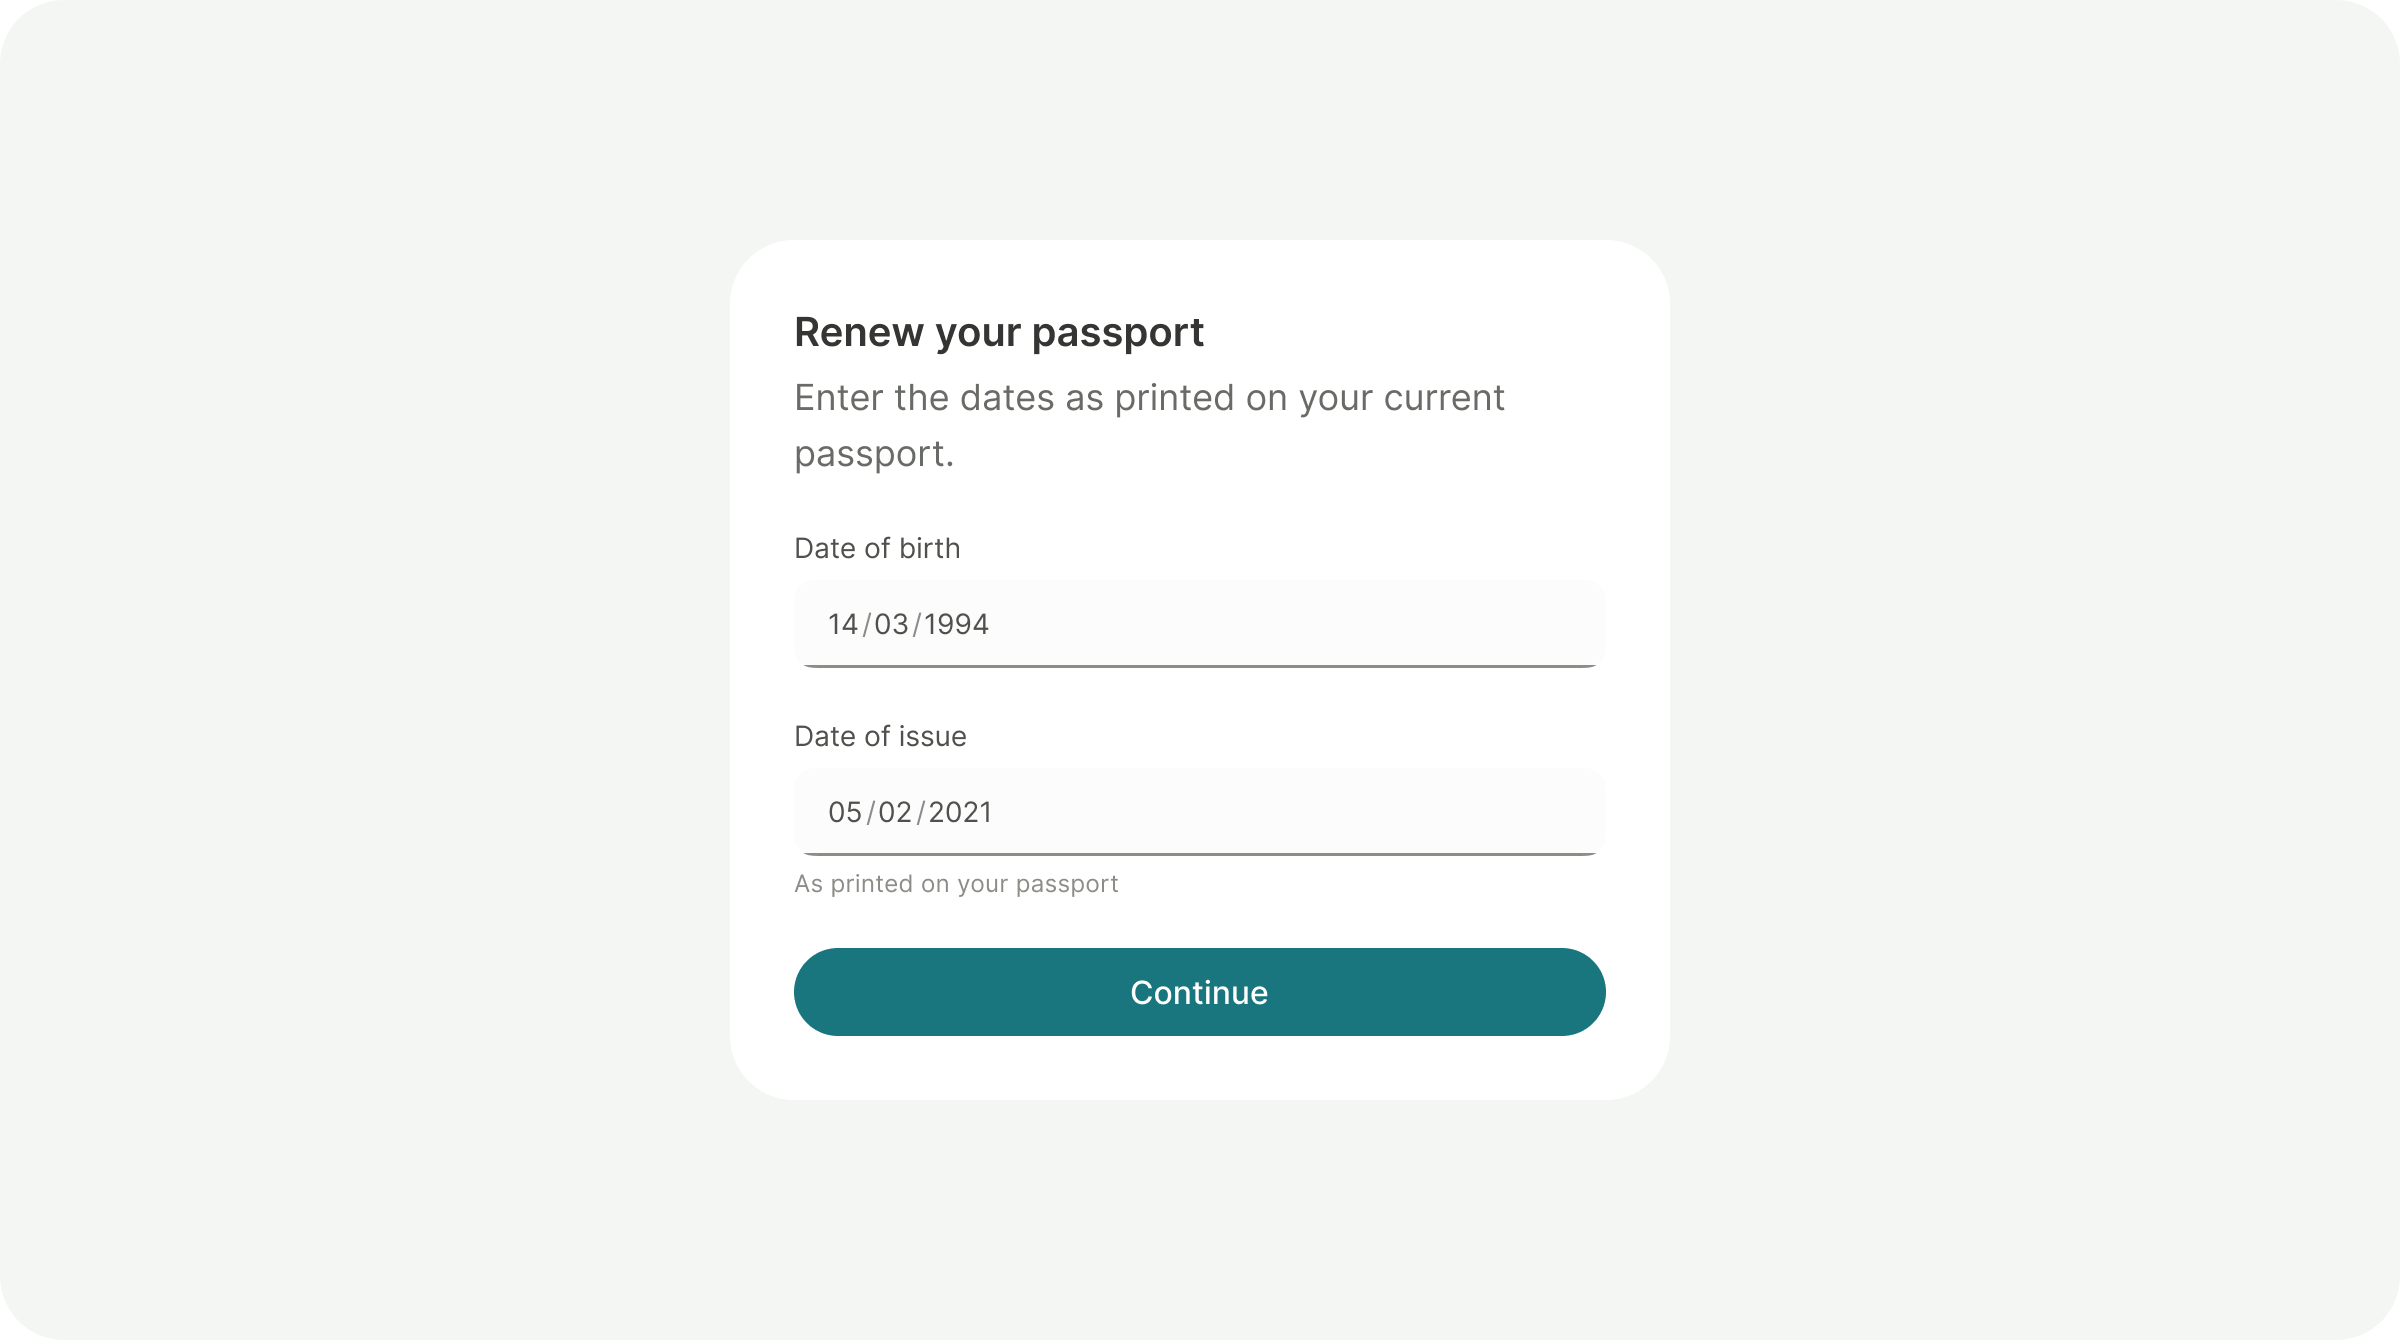 Renew your passport
Enter the dates as printed on your current
passport.
Date of birth
14/03/1994
Date of issue
05/02/2021
As printed on your passport
Continue